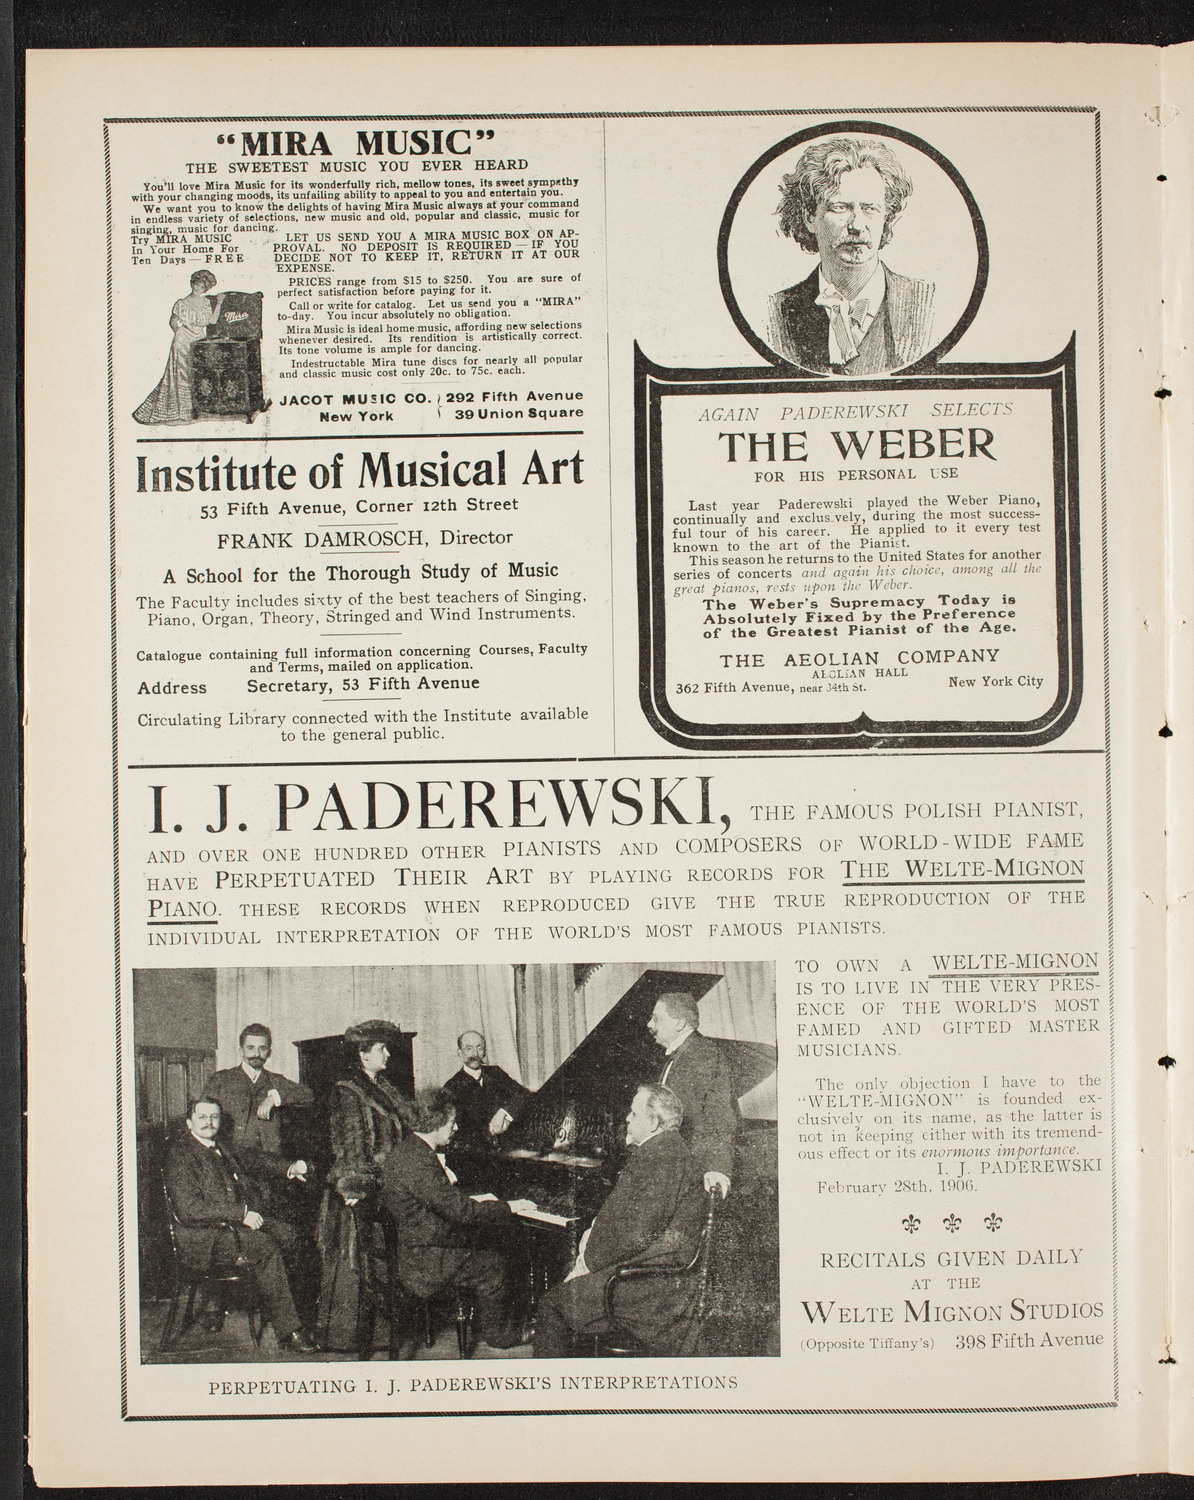 "MIRA MUSIC"
THE SWEETEST MUSIC YOU EVER HEARD
You'll love Mira Music for its wonderfully rich, mellow tones, its sweet sympathy
with your changing moods, its unfailing ability to appeal to you and entertain you.
We want you to know the delights of having Mira Music always at your command
in endless variety of selections, new music and old, popular and classic, music for
singing, music for dancing.
Try MIRA MUSIC
In Your Home For
Ten Days — FREE
LET US SEND YOU A MIRA MUSIC BOX ON AP-
PROVAL. NO DEPOSIT IS REQUIRED — IF YOU
DECIDE NOT TO KEEP IT, RETURN IT AT OUR
EXPENSE.
PRICES range from $15 to $250. You are sure of
perfect satisfaction before paying for it.
Call or write for catalog. Let us send you a "MIRA"
to-day. You incur absolutely no obligation.
Mira Music is ideal home music, affording new selections
whenever desired. Its rendition is artistically correct.
Its tone volume is ample for dancing.
Indestructable Mira tune discs for nearly all popular
and classic music cost only 20c. to 75c. each.
Mira
JACOT MUSIC CO. 292 Fifth Avenue
New York 39 Union Square
Institute of Musical Art
53 Fifth Avenue, Corner 12th Street
FRANK DAMROSCH, Director
A School for the Thorough Study of Music
The Faculty includes sixty of the best teachers of Singing,
Piano, Organ, Theory, Stringed and Wind Instruments.
Catalogue containing full information concerning Courses, Faculty
and Terms, mailed on application.
Address Secretary, 53 Fifth Avenue
Circulating Library connected with the Institute available
to the general public.
AGAIN PADEREWSKI SELECTS
THE WEBER
FOR HIS PERSONAL USE
Last year Paderewski played the Weber Piano,
continually and exclusively, during the most success-
ful tour of his career. He applied to it every test
known to the art of the Pianist.
This season he returns to the United States for another
series of concerts and again his choice, among all the
great pianos, rests upon the Weber.
The Weber's Supremacy Today is
Absolutely Fixed by the Preference
of the Greatest Pianist of the Age.
THE AEOLIAN COMPANY
AEOLIAN HALL
362 Fifth Avenue, near 34th St. New York City
I. J. PADEREWSKI, THE FAMOUS POLISH PIANIST,
AND OVER ONE HUNDRED OTHER PIANISTS AND COMPOSERS OF WORLD-WIDE FAME
HAVE PERPETUATED THEIR ART BY PLAYING RECORDS FOR THE WELTE-MIGNON
PIANO. THESE RECORDS WHEN REPRODUCED GIVE THE TRUE REPRODUCTION OF THE
INDIVIDUAL INTERPRETATION OF THE WORLD'S MOST FAMOUS PIANISTS.
TO OWN A WELTE-MIGNON
IS TO LIVE IN THE VERY PRES-
ENCE OF THE WORLD'S MOST
FAMED AND GIFTED MASTER
MUSICIANS.
The only objection I have to the
"WELTE-MIGNON" is founded ex-
clusively on its name, as the latter is
not in keeping either with its tremend-
ous effect or its enormous importance.
I. J. PADEREWSKI
February 28th, 1906.
RECITALS GIVEN DAILY
AT THE
WELTE MIGNON STUDIOS
(Opposite Tiffany's) 398 Fifth Avenue
PERPETUATING I. J. PADEREWSKI'S INTERPRETATIONS